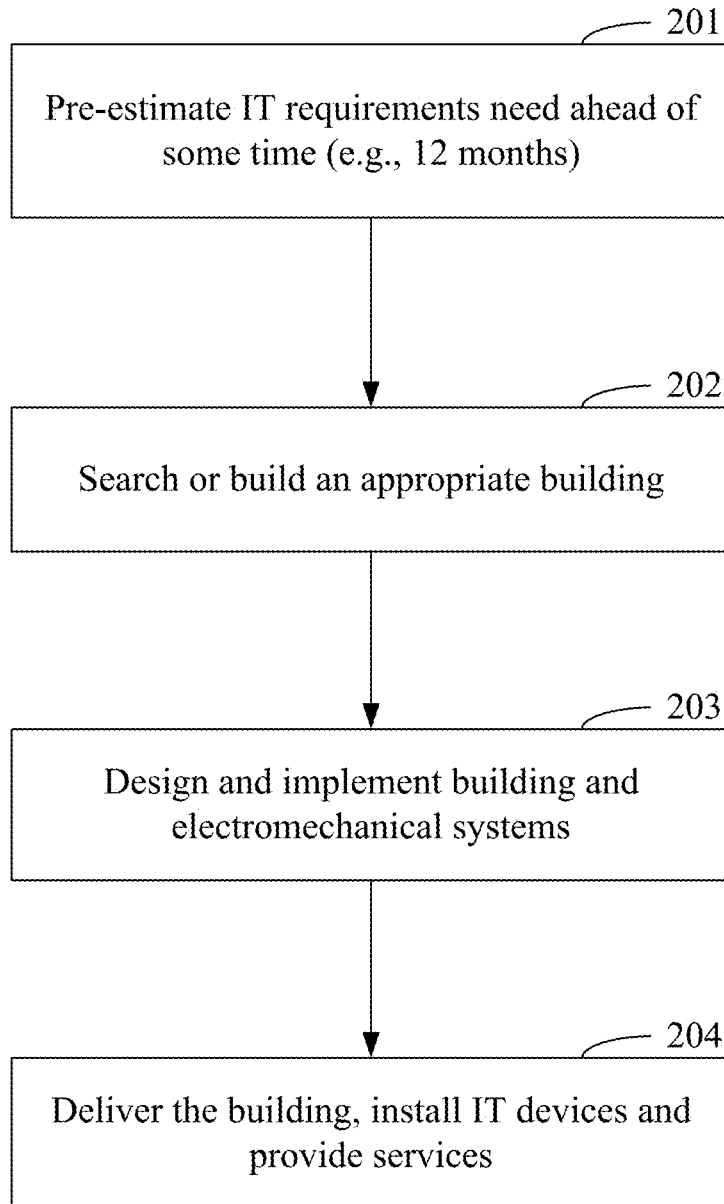 201
Pre-estimate IT requirements need ahead of
some time (e.g., 12 months)
202
Search or build an appropriate building
203
Design and implement building and
electromechanical systems
204
Deliver the building, install IT devices and
provide services